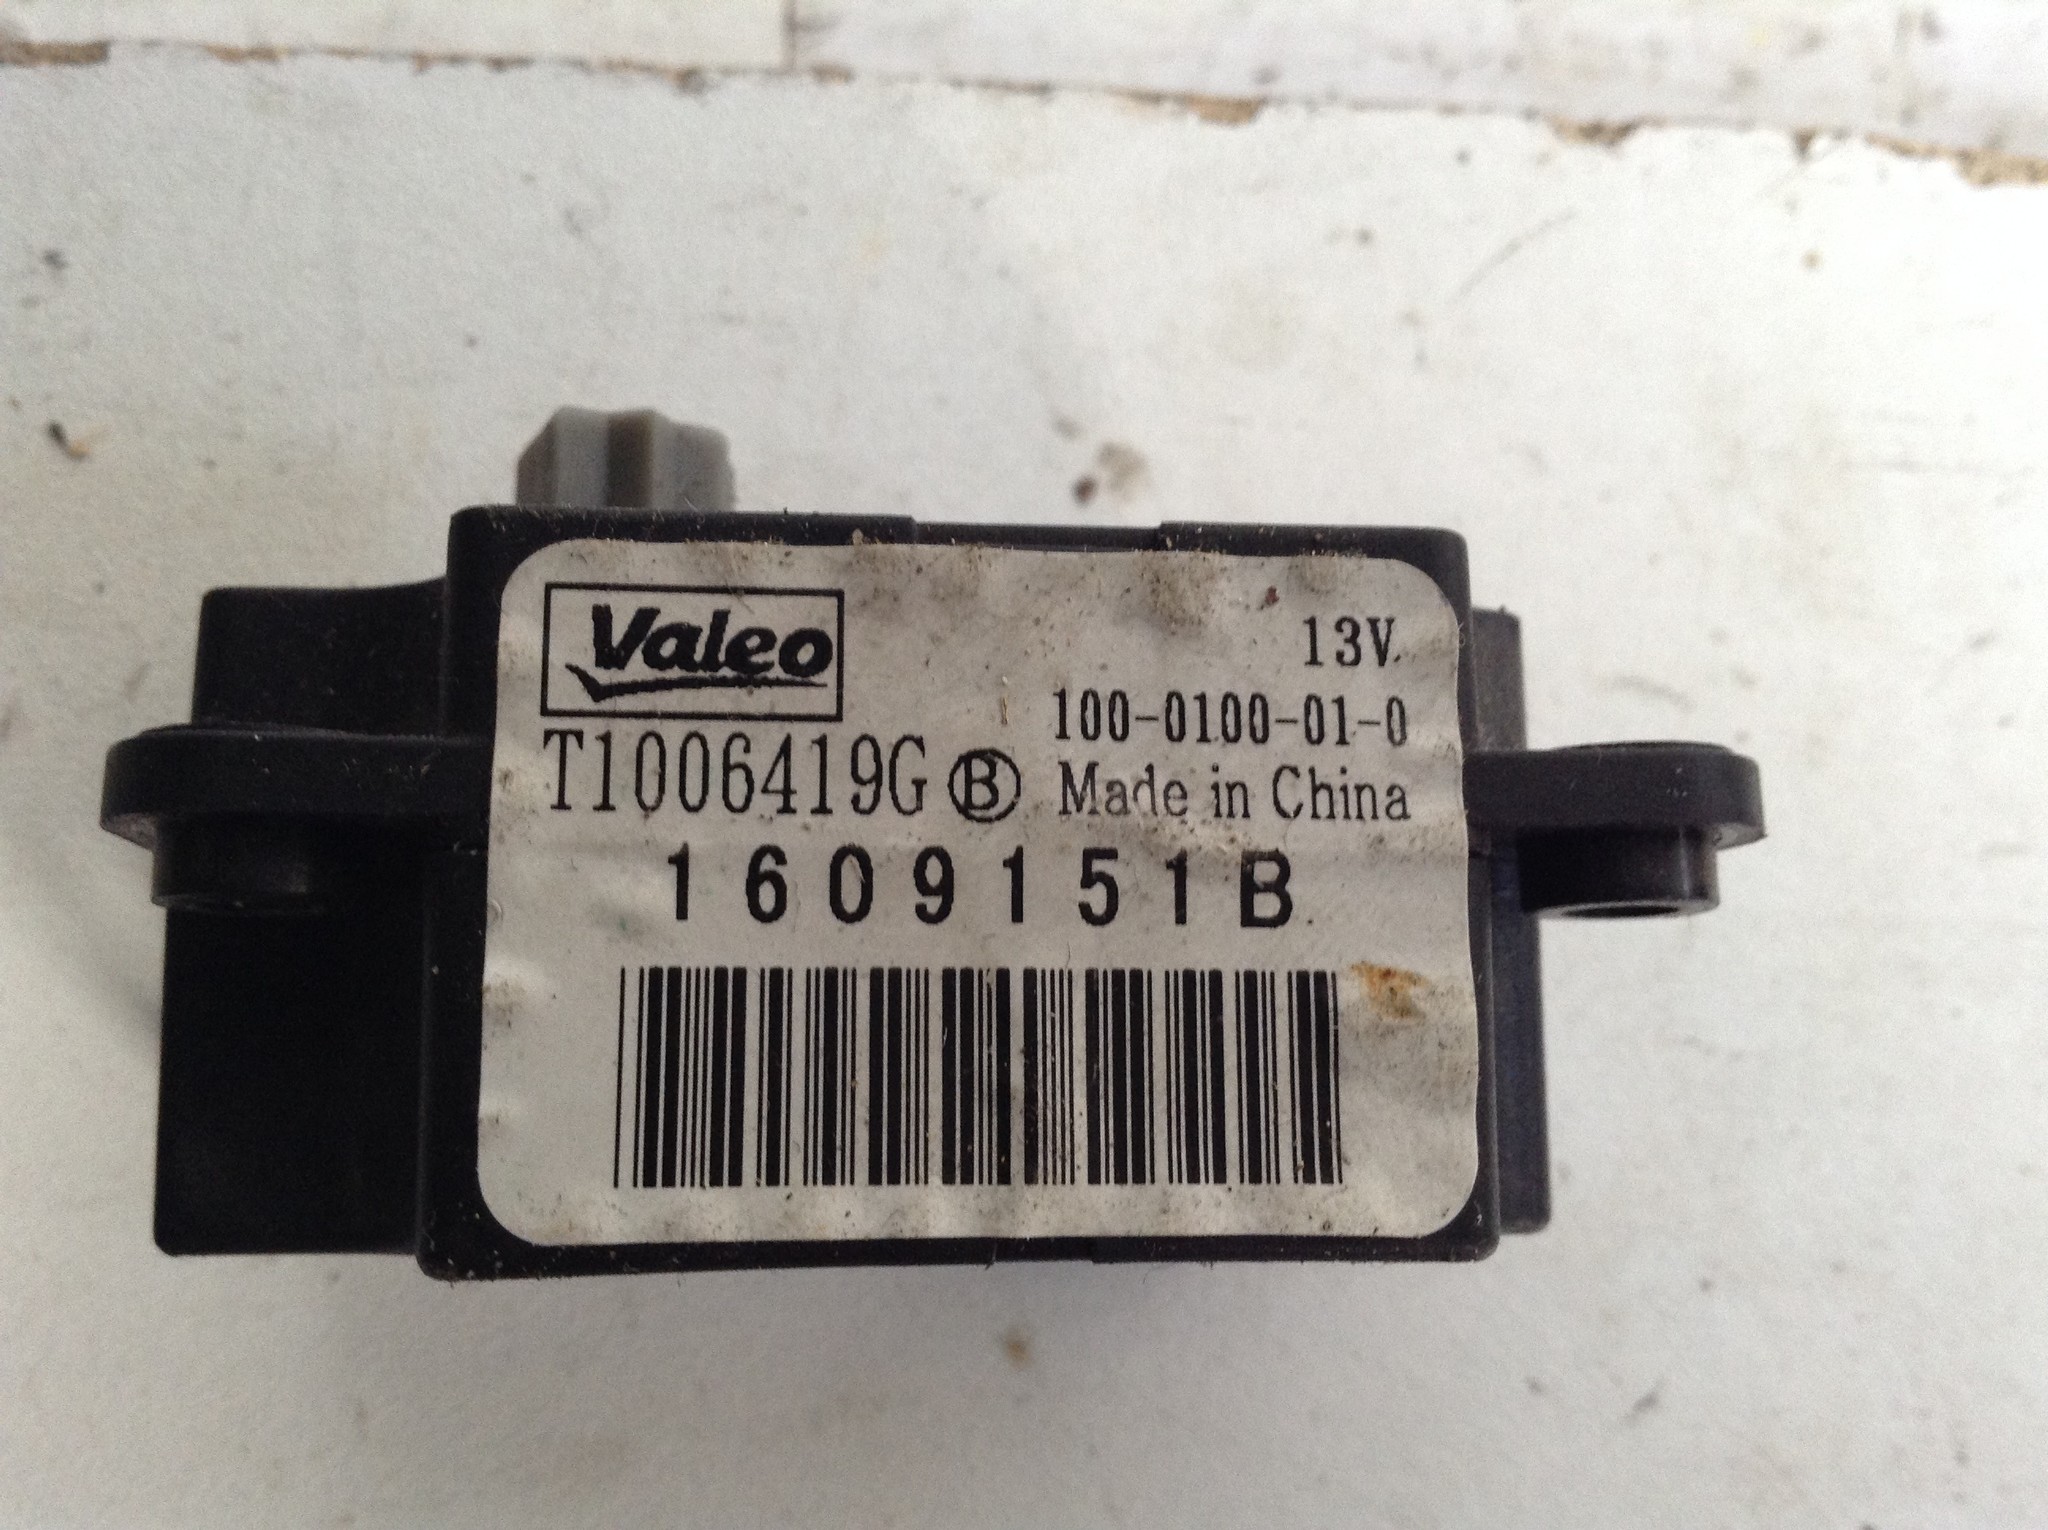 Valeo
13V
100-0100-01-0
T1006419G Ⓑ Made in China
1609151B